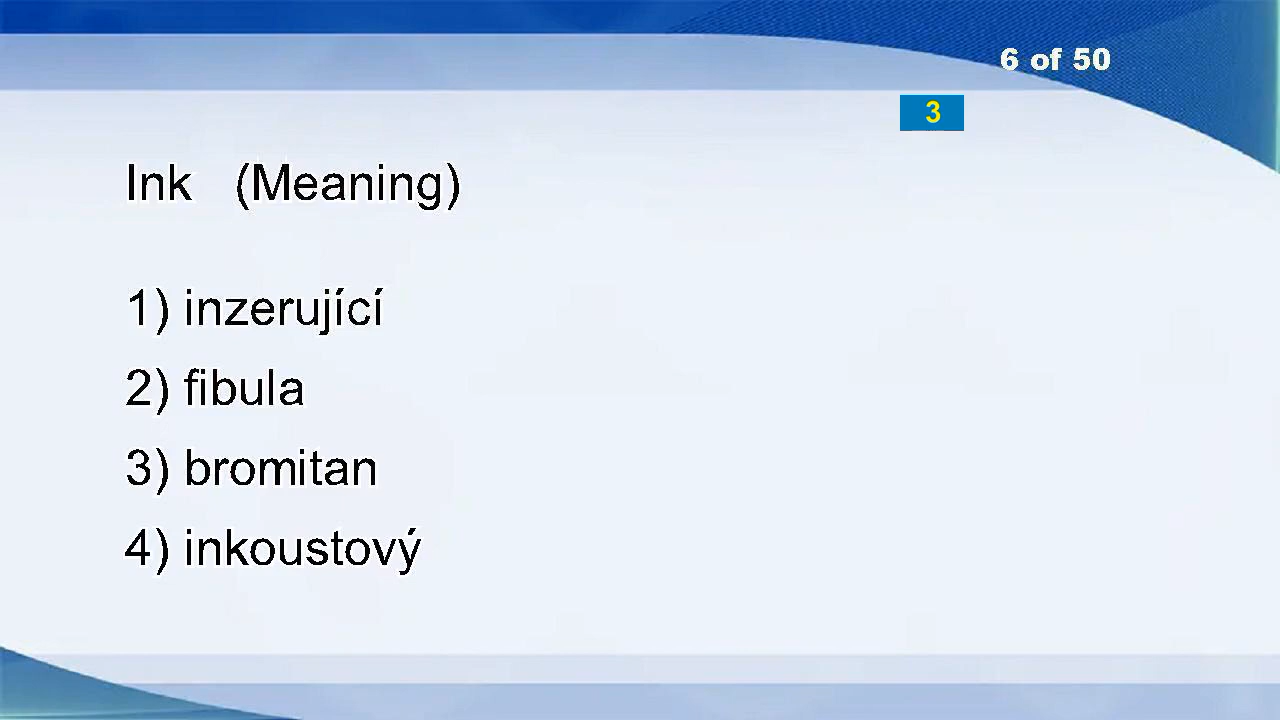 6 of 50
3
Ink (Meaning)
1) inzerující
2) fibula
3) bromitan
4) inkoustový